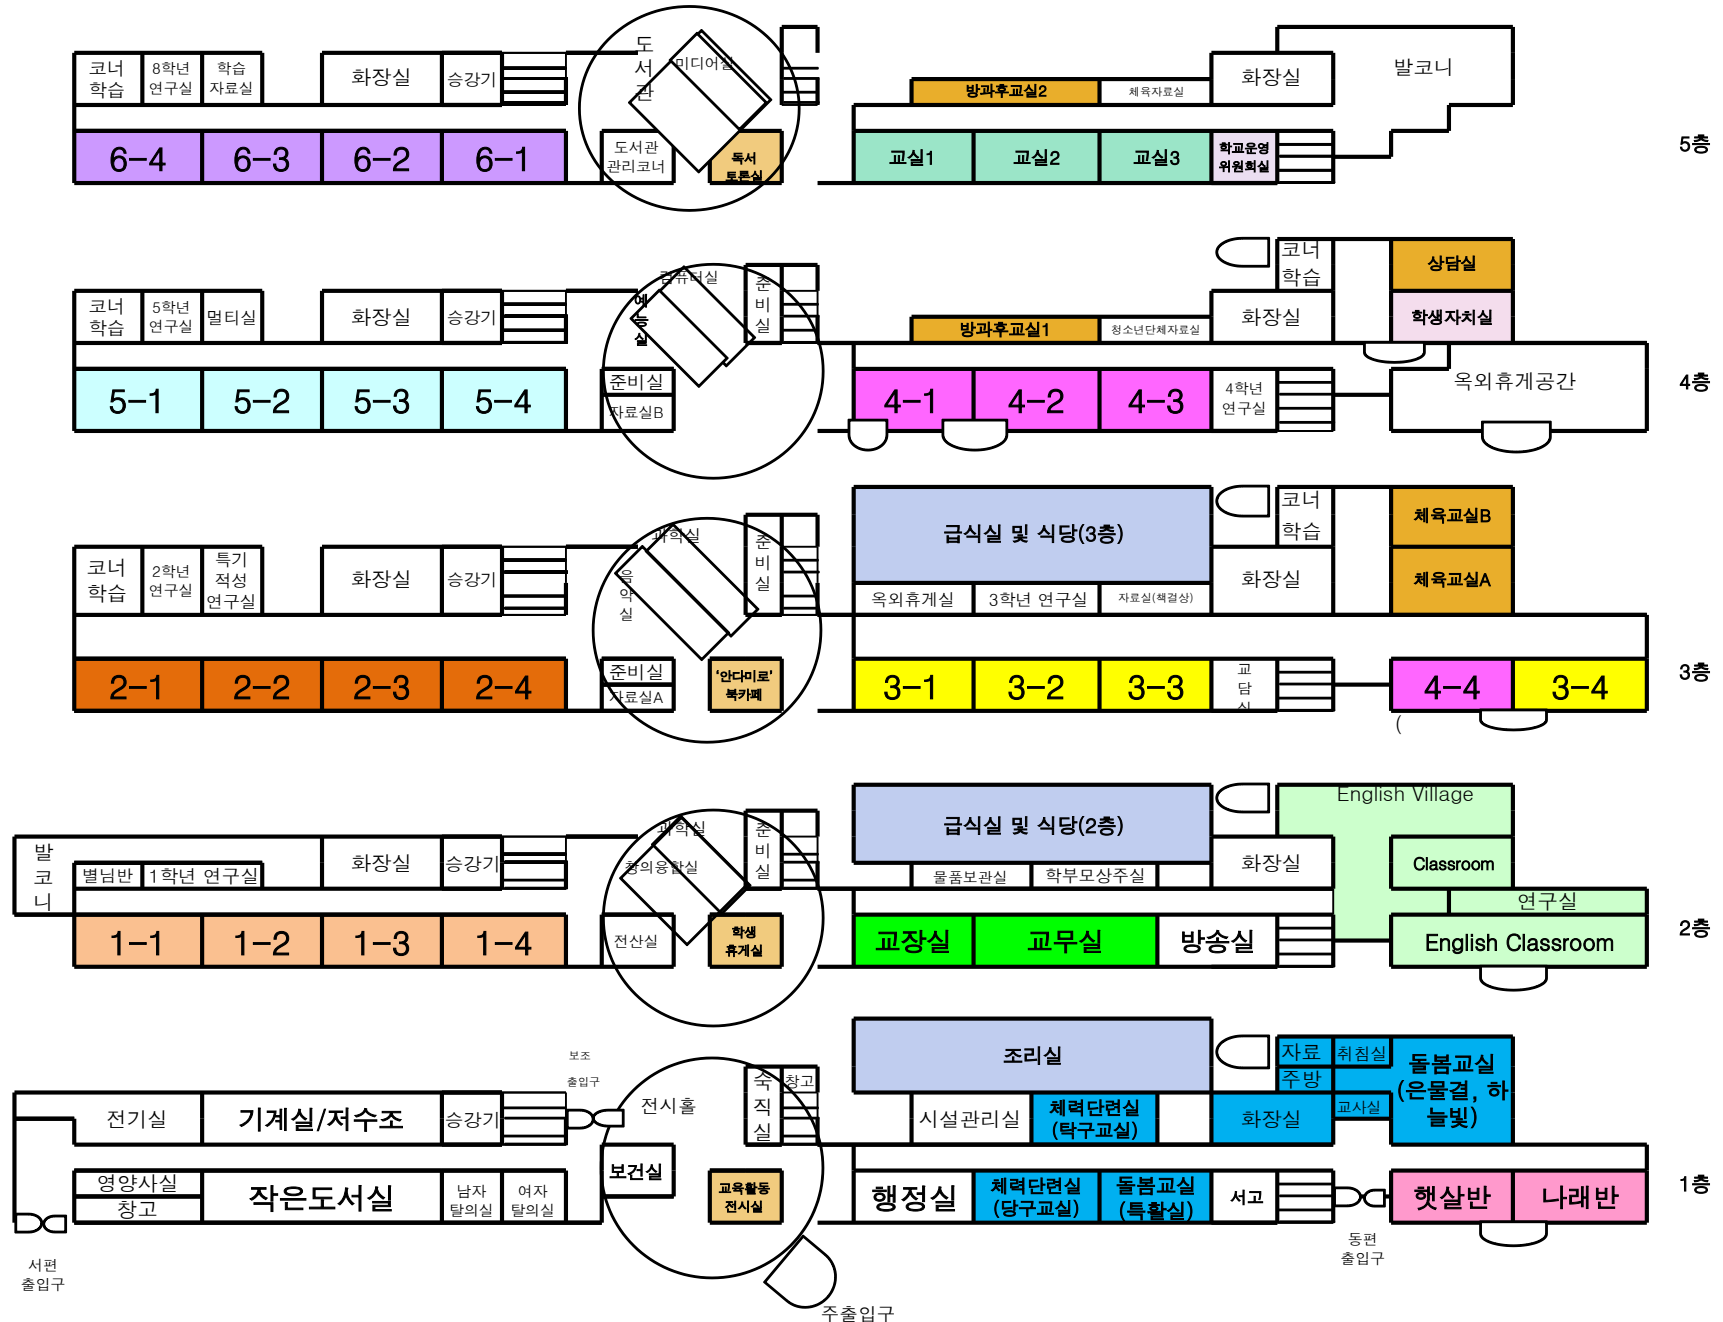 코너
학습
8학년
연구실
학습
자료실
화장실
승강기
도
서
관
미디어실
방과후교실2
체육자료실
화장실
발코니
6-4
6-3
6-2
6-1
도서관
관리코너
독서
토론실
교실1
교실2
교실3
학교운영
위원회실
5층
코너
학습
5학년
연구실
멀티실
화장실
승강기
예
능
실
컴퓨터실
준
비
실
방과후교실1
청소년단체자료실
화장실
코너
학습
상담실
학생자치실
5-1
5-2
5-3
5-4
준비실
자료실B
4-1
4-2
4-3
4학년
연구실
옥외휴게공간
4층
코너
학습
2학년
연구실
특기
적성
연구실
화장실
승강기
과학실
음
악
실
준
비
실
급식실 및 식당(3층)
옥외휴게실
3학년 연구실
자료실(책걸상)
화장실
코너
학습
체육교실B
체육교실A
2-1
2-2
2-3
2-4
준비실
자료실A
'안다미로'
북카페
3-1
3-2
3-3
교
담
실
4-4
3-4
(
3층
발
코
니
별님반
1학년 연구실
화장실
승강기
과학실
창의융합실
준
비
실
급식실 및 식당(2층)
물품보관실
학부모상주실
화장실
English Village
Classroom
연구실
1-1
1-2
1-3
1-4
전산실
학생
휴게실
교장실
교무실
방송실
English Classroom
2층
전기실
기계실/저수조
승강기
보조
출입구
전시홀
숙
직
실
창고
조리실
시설관리실
체력단련실
(탁구교실)
화장실
자료
취침실
주방
교사실
돌봄교실
(은물결, 하
늘빛)
영양사실
창고
작은도서실
남자
탈의실
여자
탈의실
보건실
교육활동
전시실
행정실
체력단련실
(당구교실)
돌봄교실
(특활실)
서고
햇살반
나래반
1층
서편
출입구
동편
출입구
주출입구